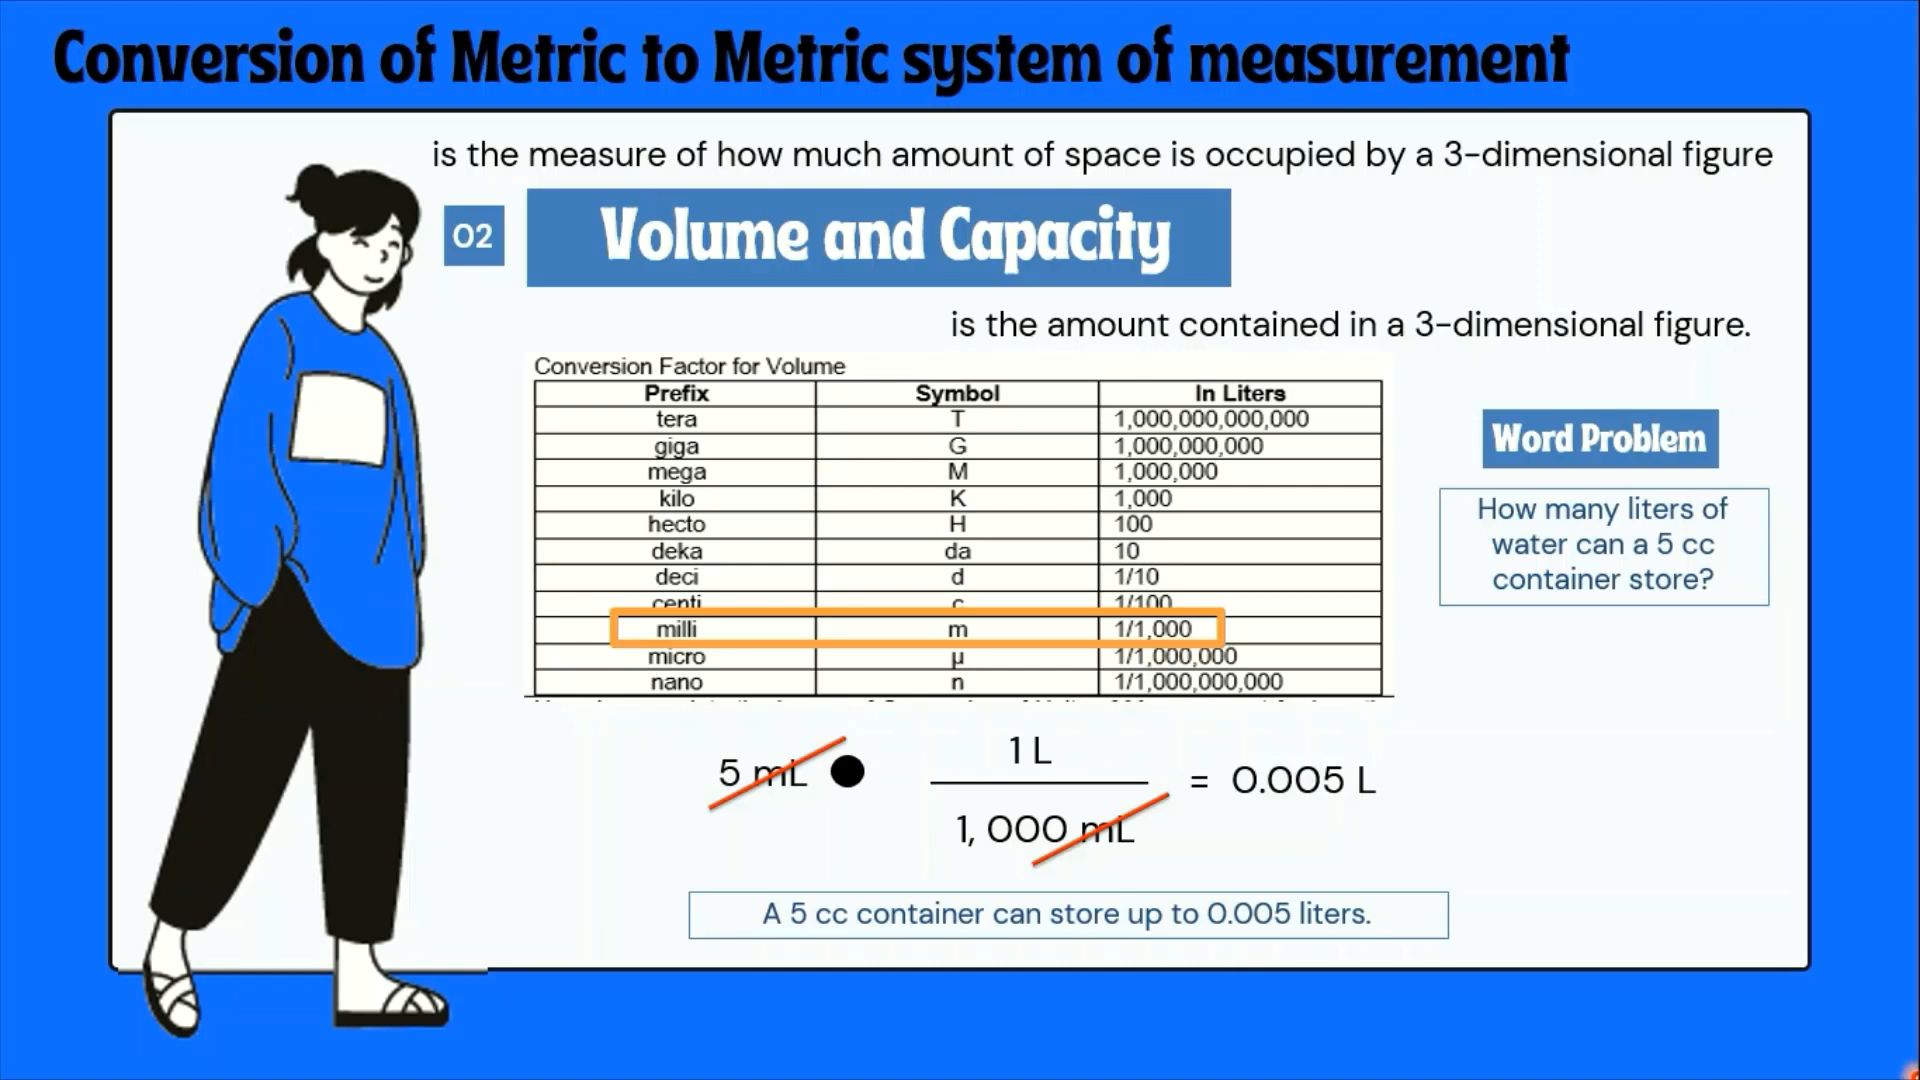 Conversion of Metric to Metric system of measurement
is the measure of how much amount of space is occupied by a 3-dimensional figure
02
Volume and Capacity
is the amount contained in a 3-dimensional figure.
Conversion Factor for Volume
Prefix Symbol In Liters
tera T 1,000,000,000,000
giga G 1,000,000,000
mega M 1,000,000
kilo K 1,000
hecto H 100
deka da 10
deci d 1/10
centi c 1/100
milli m 1/1,000
micro µ 1/1,000,000
nano n 1/1,000,000,000
Word Problem
How many liters of
water can a 5 cc
container store?
1 L
5 mL ● = 0.005 L
1, 000 mL
A 5 cc container can store up to 0.005 liters.